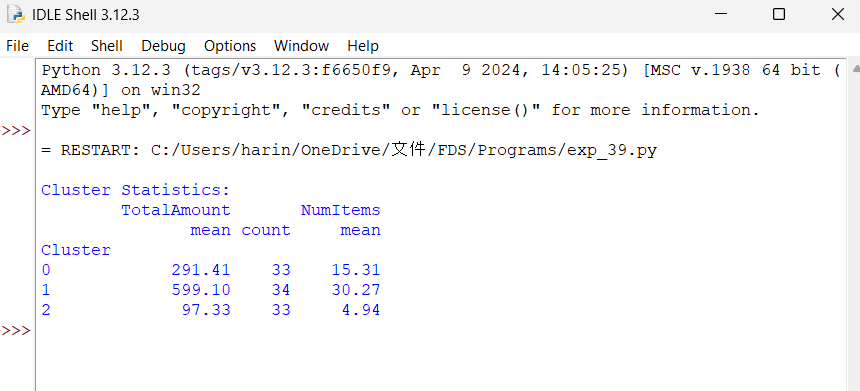 IDLE Shell 3.12.3
File Edit Shell Debug Options Window Help
Python 3.12.3 (tags/v3.12.3:f6650f9, Apr  9 2024, 14:05:25) [MSC v.1938 64 bit (
AMD64)] on win32
Type "help", "copyright", "credits" or "license()" for more information.
>>>
= RESTART: C:/Users/harin/OneDrive/文件/FDS/Programs/exp_39.py
Cluster Statistics:
        TotalAmount       NumItems
               mean count     mean
Cluster
0            291.41    33    15.31
1            599.10    34    30.27
2             97.33    33     4.94
>>>